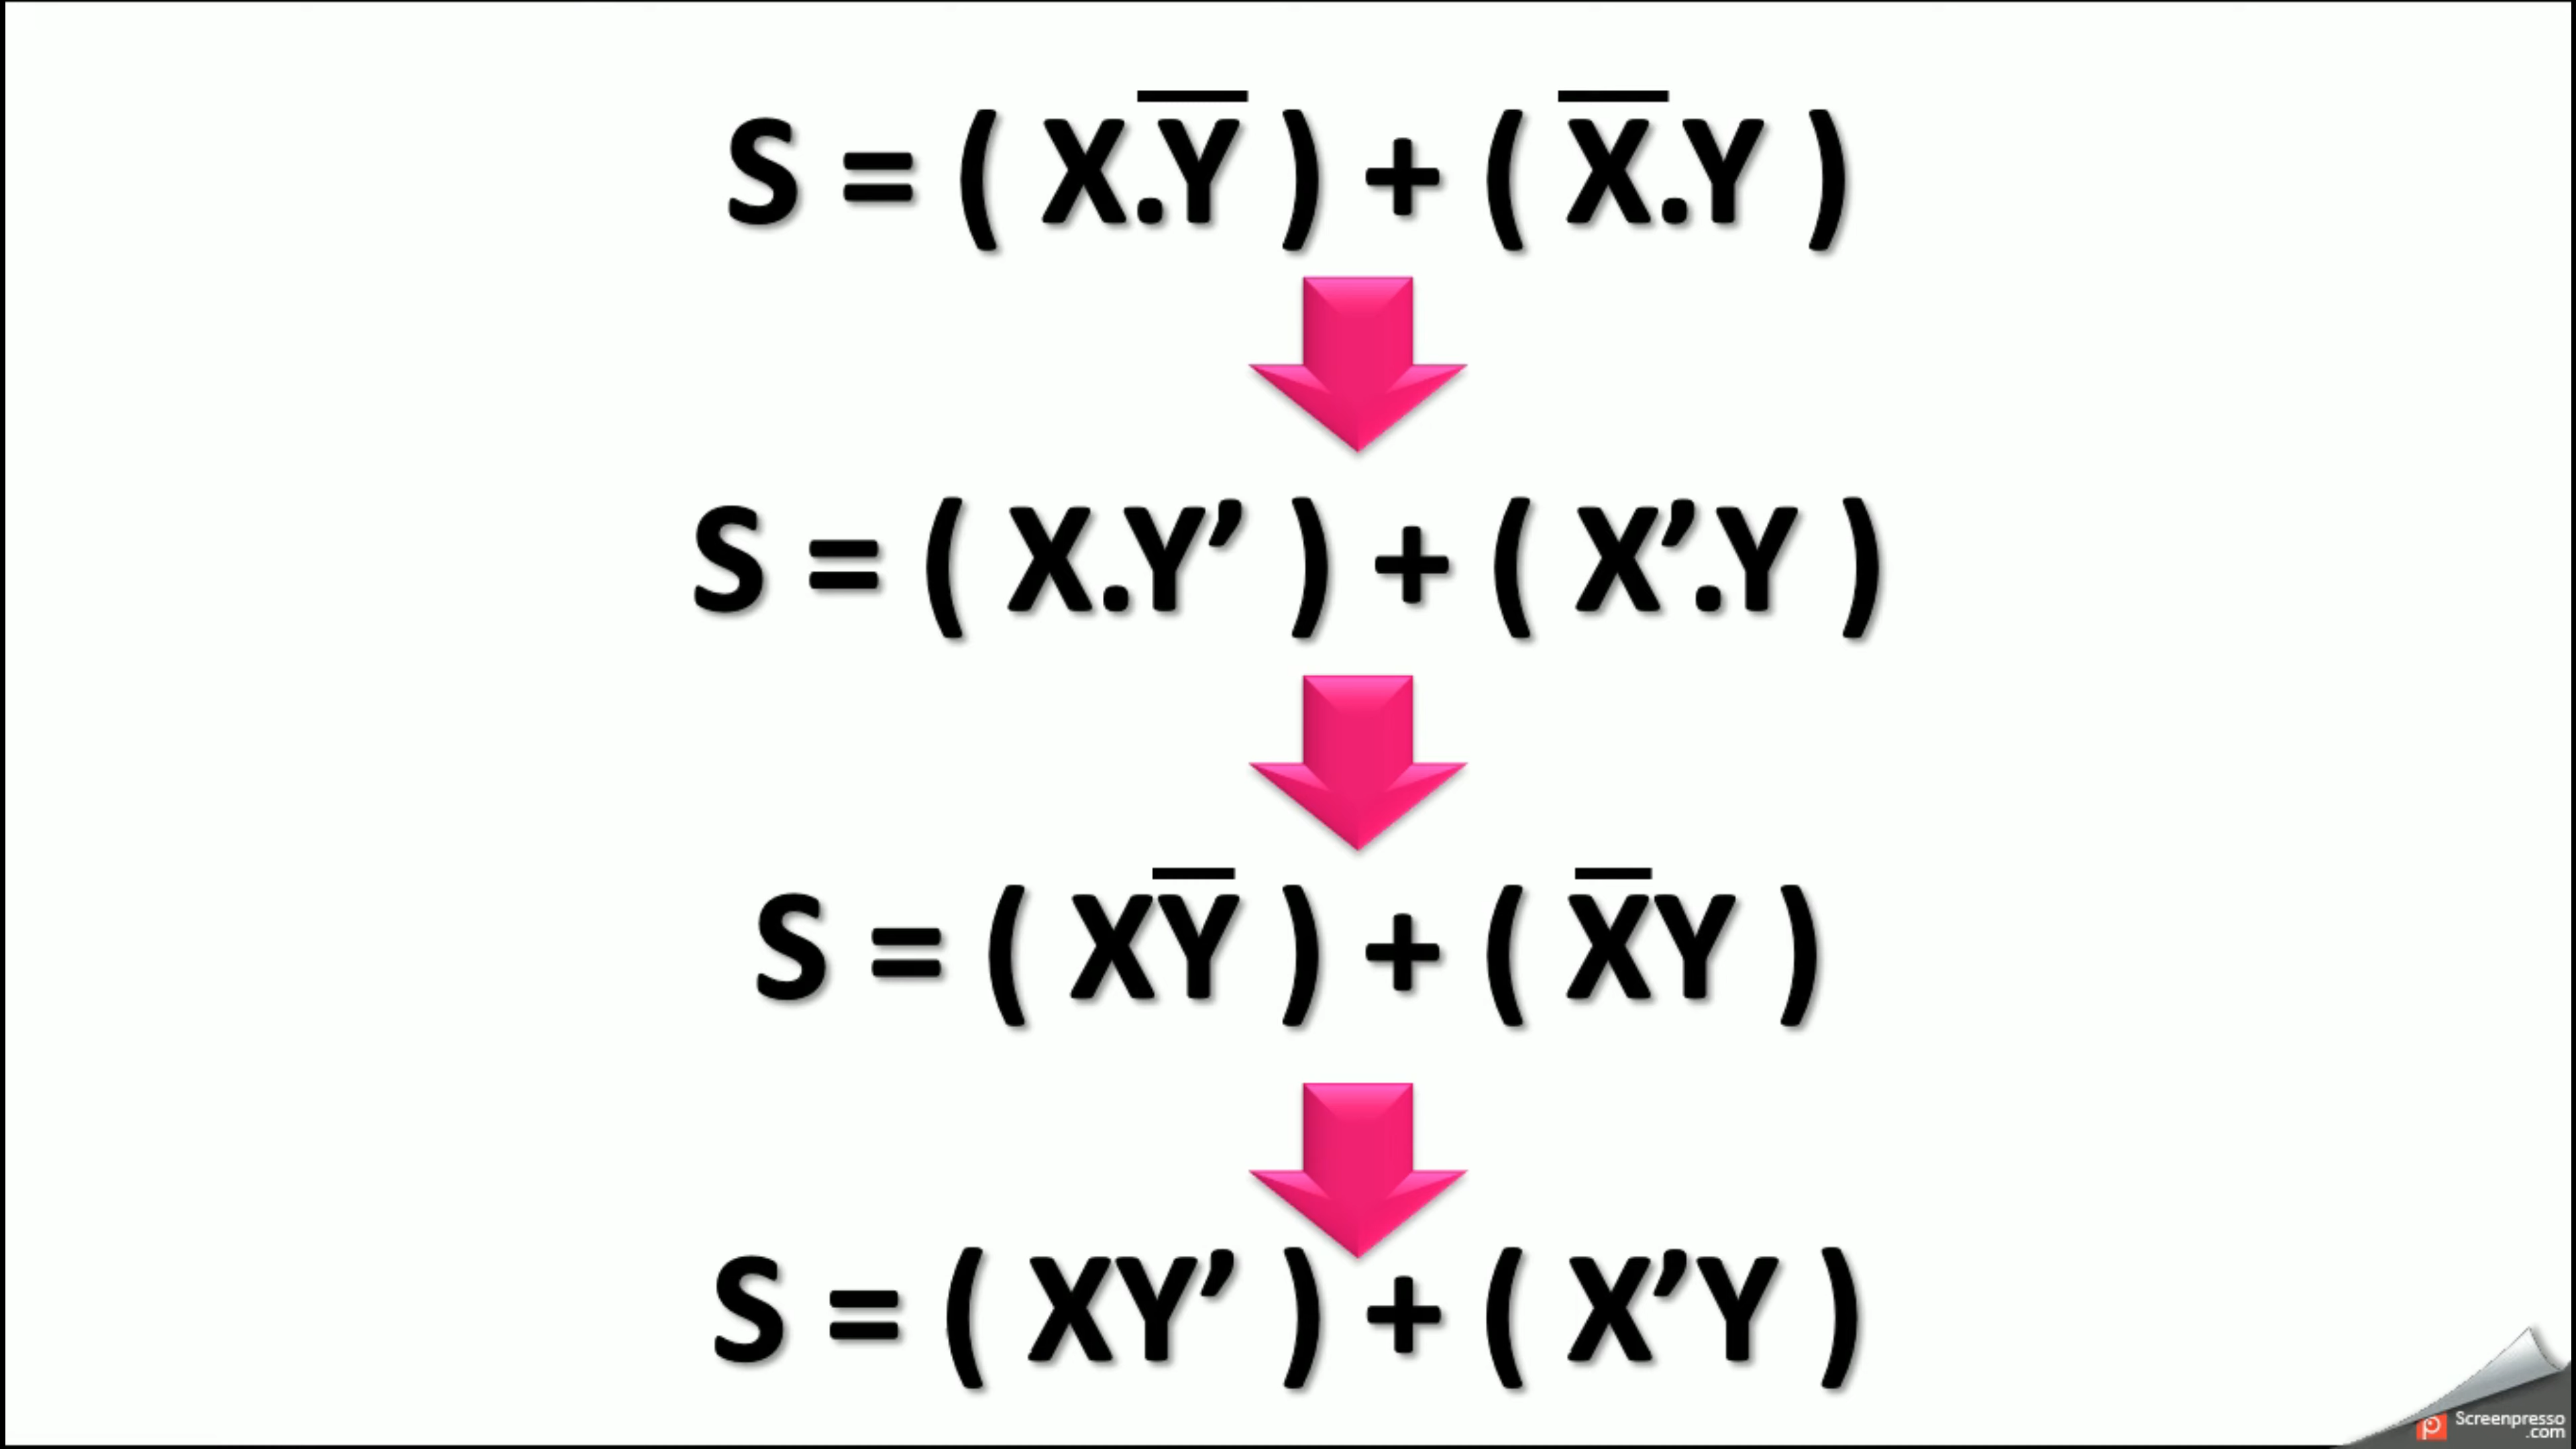 S = ( X.Y̅ ) + ( X̅.Y )
S = ( X.Y’ ) + ( X’.Y )
S = ( XY̅ ) + ( X̅Y )
S = ( XY’ ) + ( X’Y )
Screenpresso
.com